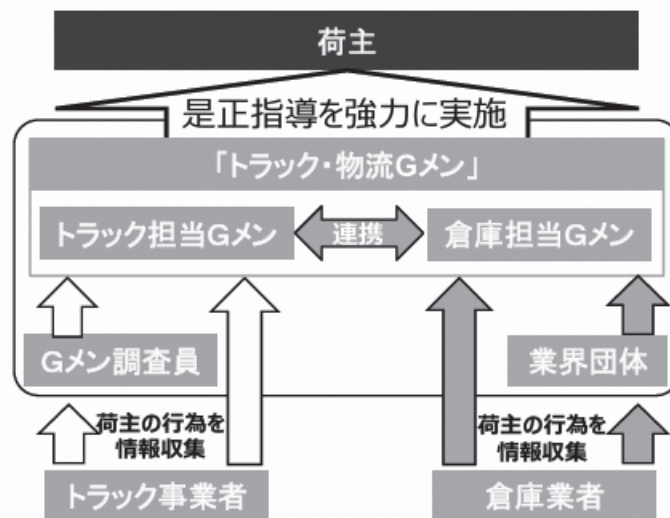 荷主
是正指導を強力に実施
「トラック・物流Gメン」
トラック担当Gメン
連携
倉庫担当Gメン
Gメン調査員
業界団体
荷主の行為を
情報収集
荷主の行為を
情報収集
トラック事業者
倉庫業者